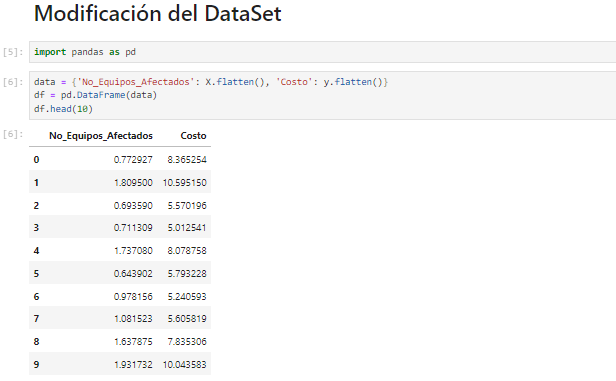 Modificación del DataSet
[5]: import pandas as pd
[6]: data = {'No_Equipos_Afectados': X.flatten(), 'Costo': y.flatten()}
df = pd.DataFrame(data)
df.head(10)
[6]: No_Equipos_Afectados Costo
0 0.772927 8.365254
1 1.809500 10.595150
2 0.693590 5.570196
3 0.711309 5.012541
4 1.737080 8.078758
5 0.643902 5.793228
6 0.978156 5.240593
7 1.081523 5.605819
8 1.637875 7.835306
9 1.931732 10.043583